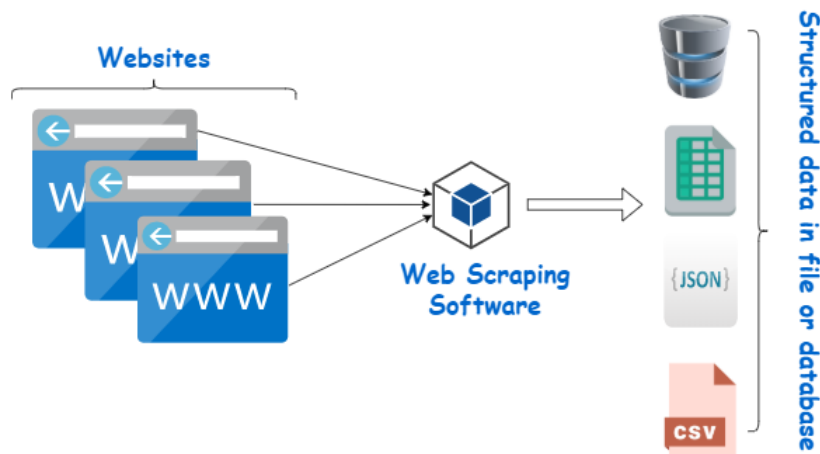 Websites
W
W
WWW
Web Scraping
Software
{JSON}
CSV
Structured data in file or database